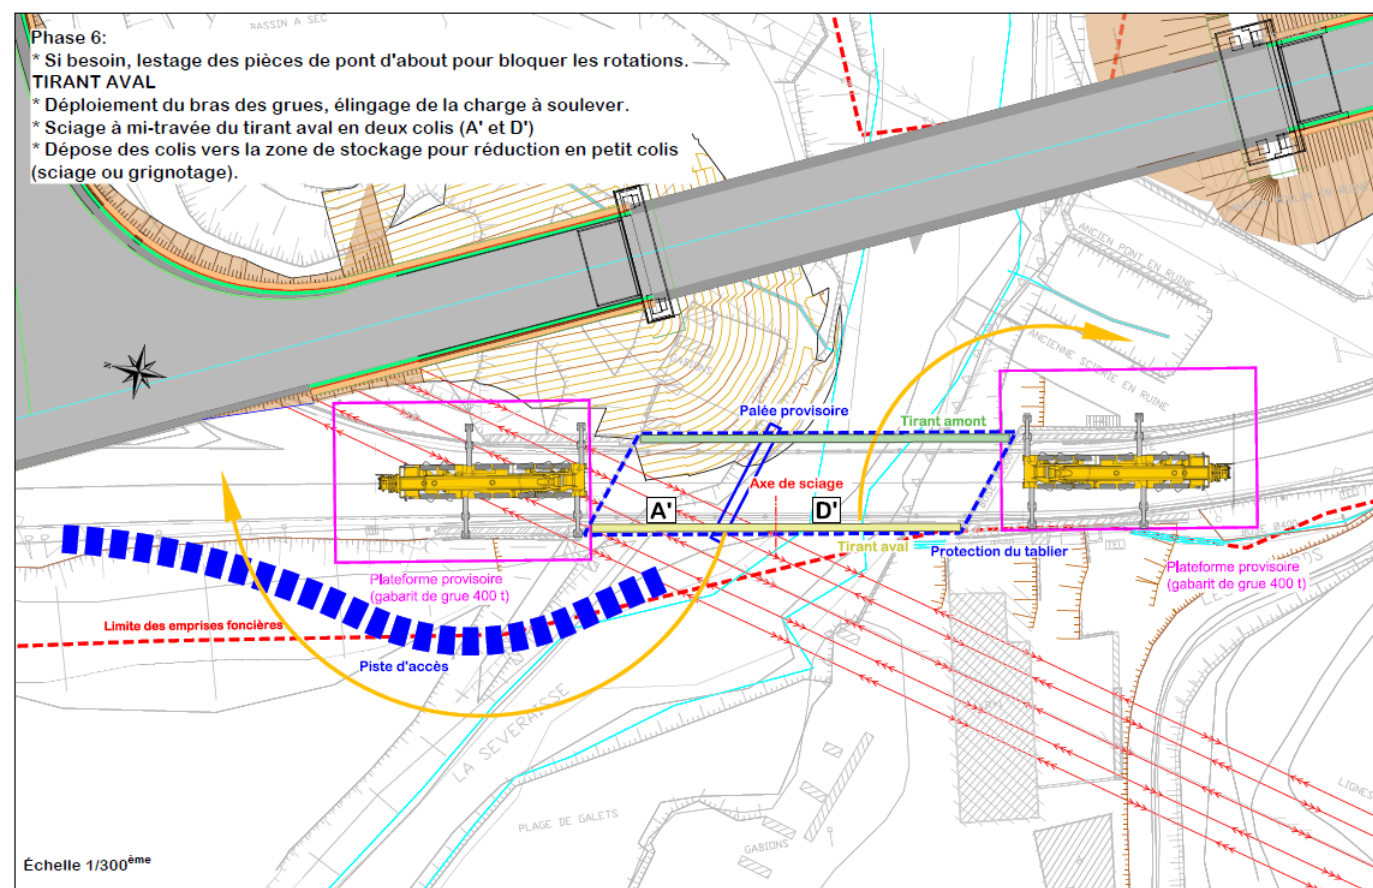 BASSIN A SEC
Phase 6:
* Si besoin, lestage des pièces de pont d'about pour bloquer les rotations.
TIRANT AVAL
* Déploiement du bras des grues, élingage de la charge à soulever.
* Sciage à mi-travée du tirant aval en deux colis (A' et D')
* Dépose des colis vers la zone de stockage pour réduction en petit colis
(sciage ou grignotage).
ANCIEN PONT EN RUINE
ANCIENNE SCIERIE EN RUINE
GABIONS
Palée provisoire
Tirant amont
Axe de sciage
A'
D'
Tirant aval
Protection du tablier
Plateforme provisoire
(gabarit de grue 400 t)
Plateforme provisoire
(gabarit de grue 400 t)
Limite des emprises foncières
Piste d'accès
LA SEVERAISSE
PLAGE DE GALETS
GABIONS
LIGNES
Échelle 1/300ème